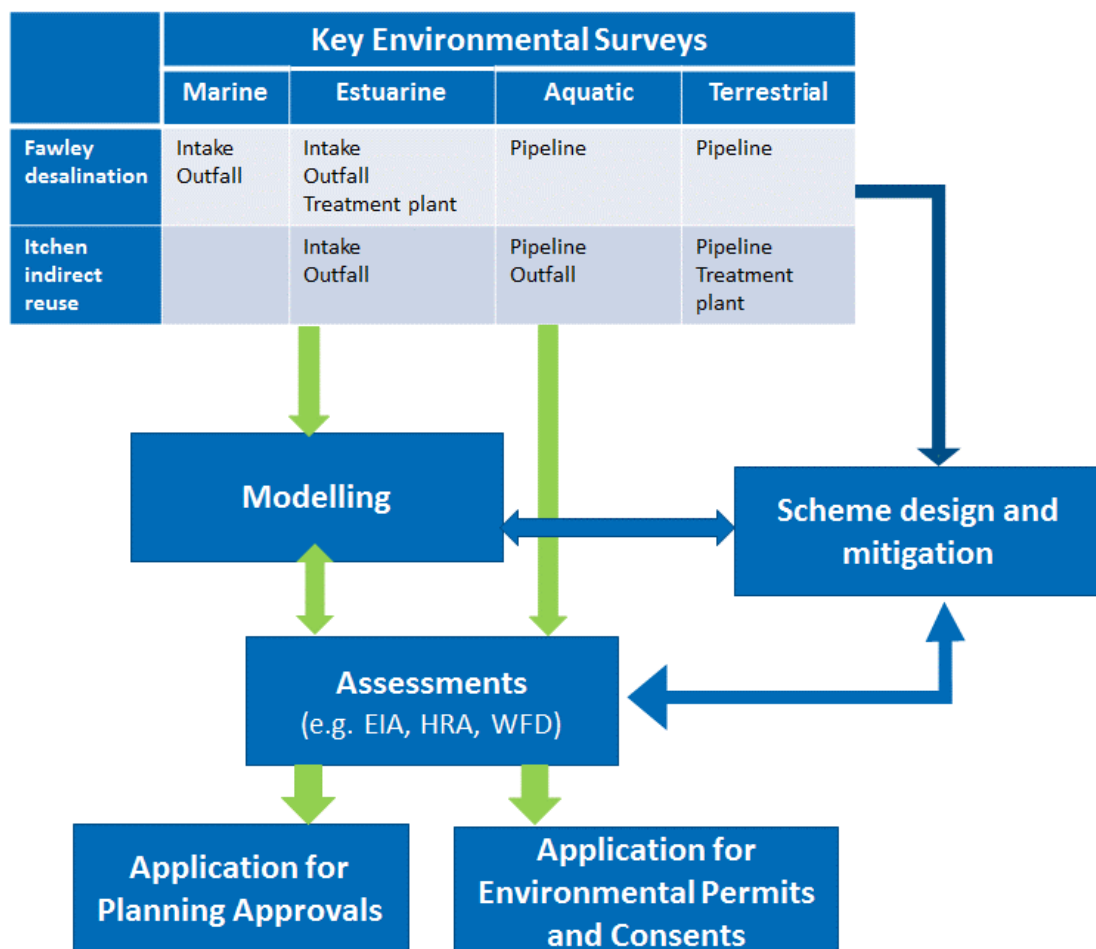 Key Environmental Surveys
Marine Estuarine Aquatic Terrestrial
Fawley desalination
Intake
Outfall
Intake
Outfall
Treatment plant
Pipeline
Pipeline
Itchen
indirect
reuse
Intake
Outfall
Pipeline
Outfall
Pipeline
Treatment
plant
Modelling
Scheme design and
mitigation
Assessments
(e.g. EIA, HRA, WFD)
Application for
Planning Approvals
Application for
Environmental Permits
and Consents